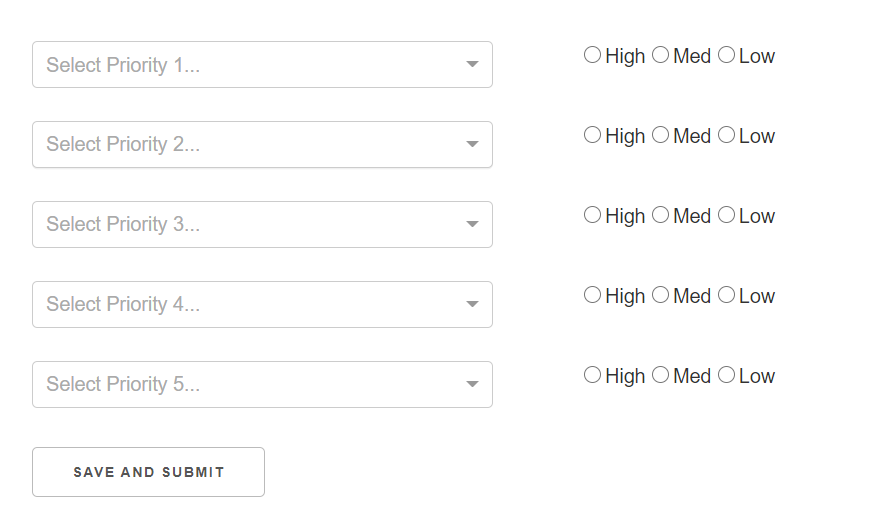 Select Priority 1... High Med Low
Select Priority 2... High Med Low
Select Priority 3... High Med Low
Select Priority 4... High Med Low
Select Priority 5... High Med Low
SAVE AND SUBMIT